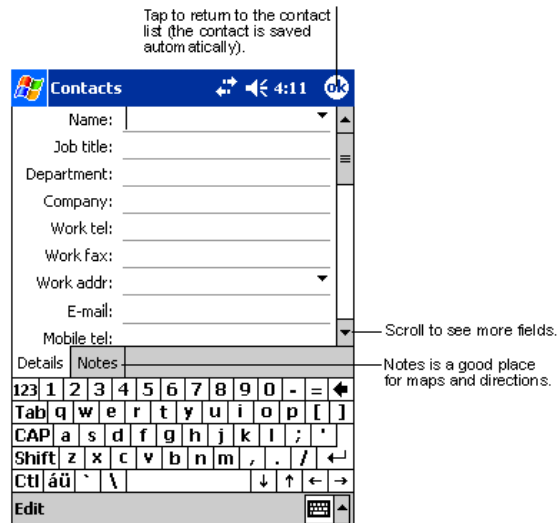 Tap to return to the contact
list (the contact is saved
automatically).
Contacts 4:11 ok
Name:
Job title:
Department:
Company:
Work tel:
Work fax:
Work addr:
E-mail:
Mobile tel:
Scroll to see more fields.
Details Notes
Notes is a good place
for maps and directions.
123 1 2 3 4 5 6 7 8 9 0 - =
Tab q w e r t y u i o p [ ]
CAP a s d f g h j k l ; '
Shift z x c v b n m , . /
Ctl áü ` \ ↓ ↑ ← →
Edit